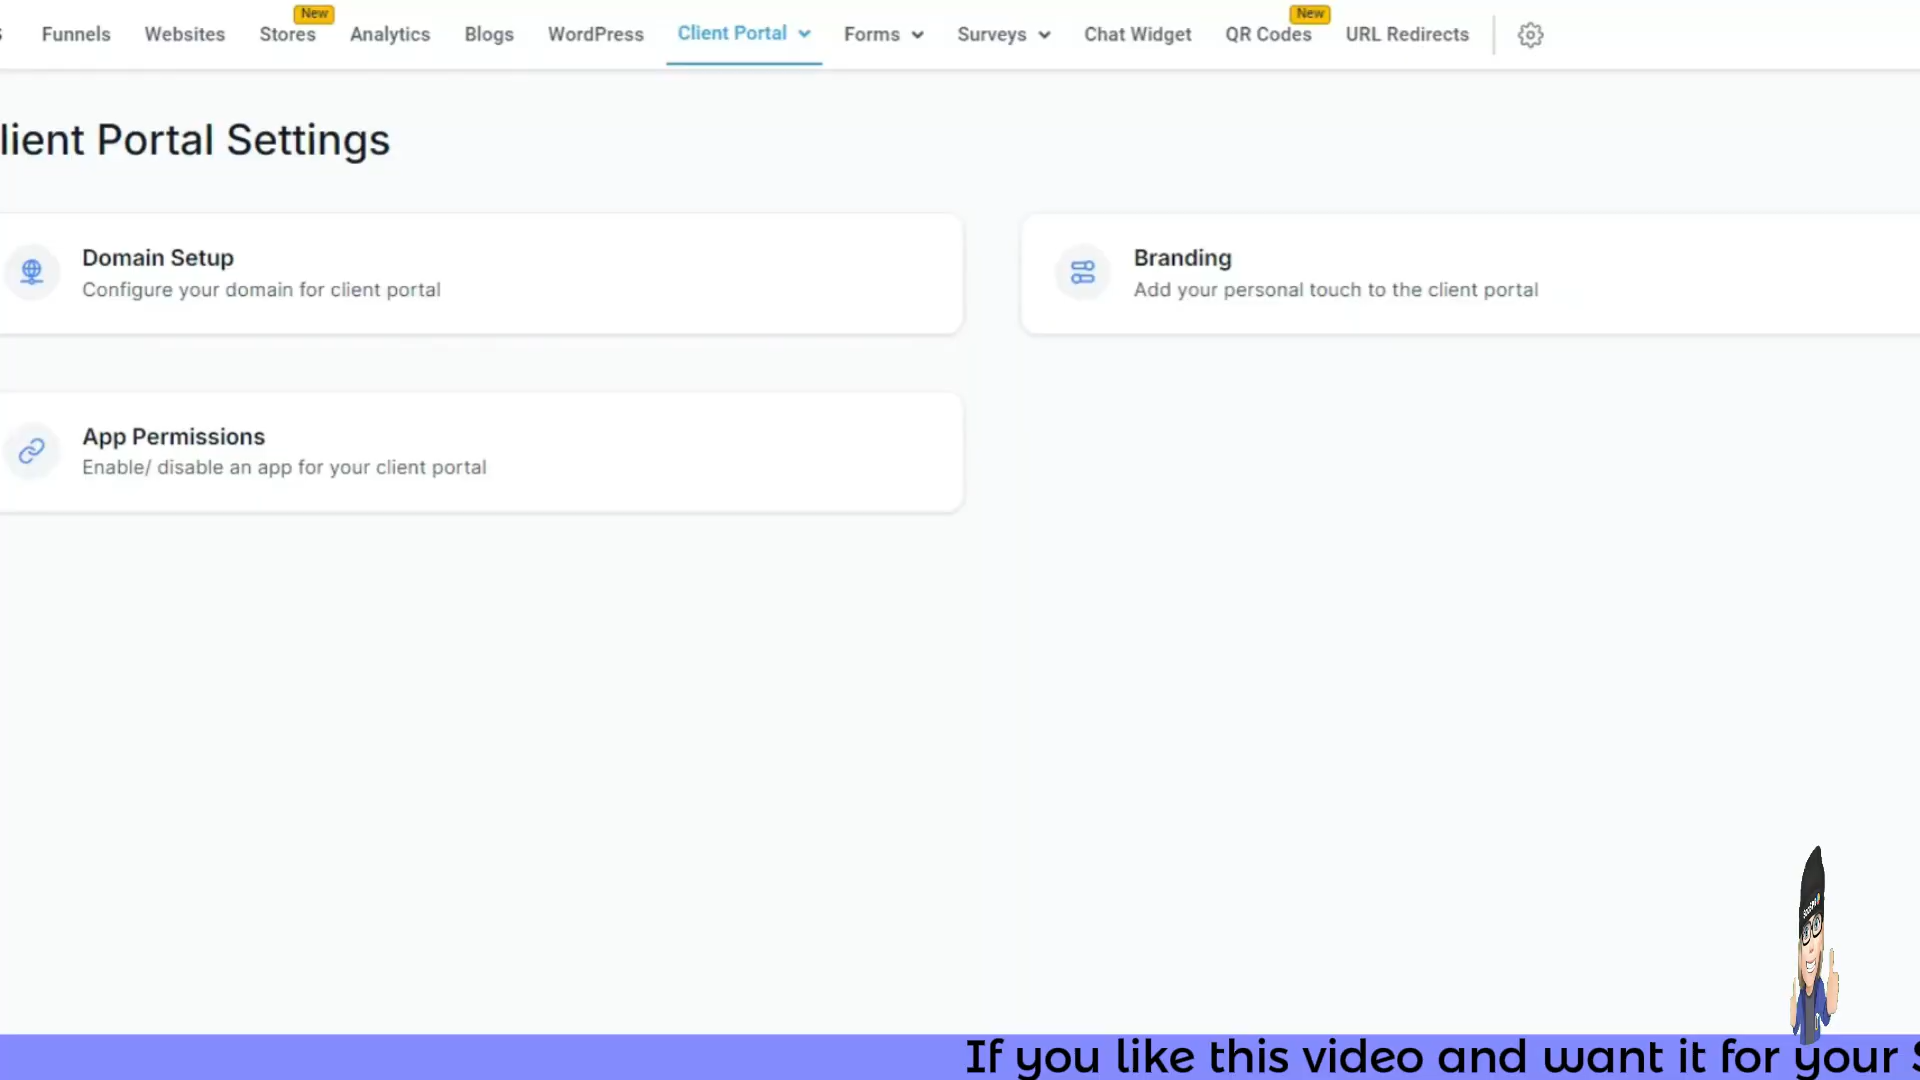 Funnels Websites Stores New Analytics Blogs WordPress Client Portal Forms Surveys Chat Widget QR Codes New URL Redirects
lient Portal Settings
Domain Setup
Configure your domain for client portal
Branding
Add your personal touch to the client portal
App Permissions
Enable/ disable an app for your client portal
If you like this video and want it for your S